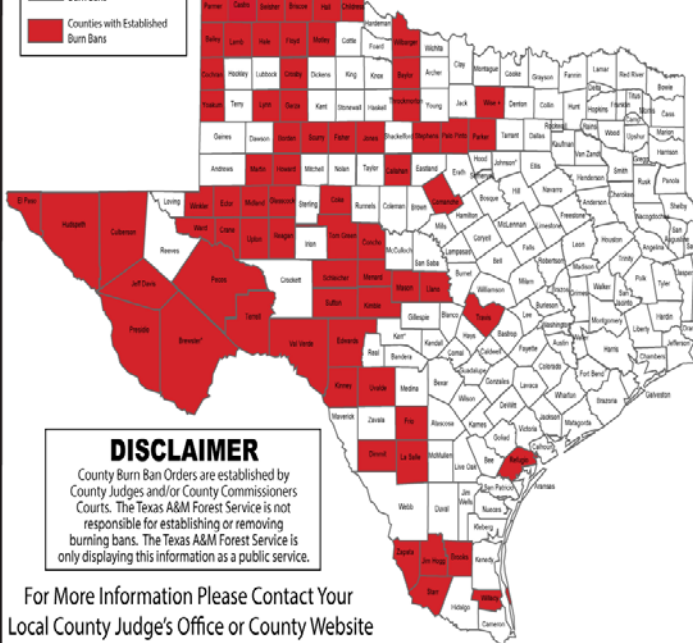 Burn Bans
Counties with Established
Burn Bans
Parmer Castro Swisher Briscoe Hall Childress
Hardeman
Bailey Lamb Hale Floyd Motley Cottle Foard Wilbarger Wichita
Clay Montague Cooke Grayson Fannin Lamar Red River Bowie
Cochran Hockley Lubbock Crosby Dickens King Knox Baylor Archer
Delta Titus Morris Cass
Yoakum Terry Lynn Garza Kent Stonewall Haskell Throckmorton Young Jack Wise + Denton Collin Hunt Hopkins Franklin
Camp Marion
Gaines Dawson Borden Scurry Fisher Jones Shackelford Stephens Palo Pinto Parker Tarrant Dallas Rockwall Rains Wood Upshur
Kaufman Van Zandt Gregg Harrison
Andrews Martin Howard Mitchell Nolan Taylor Callahan Eastland Erath Hood Johnson* Ellis
Henderson Smith Rusk Panola
El Paso Hudspeth Culberson Loving Winkler Ector Midland Glasscock Sterling Coke Runnels Coleman Brown Comanche Bosque Hill Navarro Anderson Cherokee Shelby
Hamilton Freestone Nacogdoches
Reeves Ward Crane Upton Reagan Irion Tom Green Concho McCulloch Mills Coryell McLennan Limestone Leon Houston Angelina San Augustine
San Saba Lampasas Bell Falls Robertson Madison Trinity Polk Tyler Jasper
Jeff Davis Pecos Crockett Schleicher Menard Mason Llano Burnet Williamson Milam Brazos Grimes Walker San Jacinto
Sutton Kimble Gillespie Blanco Travis Lee Burleson Washington Montgomery Liberty Hardin
Presidio Brewster* Terrell Val Verde Edwards Kerr* Kendall Hays Bastrop Fayette Austin Waller Harris Jefferson
Real Bandera Comal Caldwell Colorado Fort Bend Chambers
Kinney Uvalde Medina Bexar Guadalupe Gonzales Lavaca Wharton Brazoria Galveston
Wilson DeWitt Jackson Matagorda
Maverick Zavala Frio Atascosa Karnes Victoria
Goliad Calhoun
Dimmit La Salle McMullen Live Oak Bee Refugio
San Patricio Aransas
Webb Duval Jim Wells Nueces
Kleberg
Zapata Jim Hogg Brooks Kenedy
Starr Hidalgo Willacy
Cameron
DISCLAIMER
County Burn Ban Orders are established by
County Judges and/or County Commissioners
Courts. The Texas A&M Forest Service is not
responsible for establishing or removing
burning bans. The Texas A&M Forest Service is
only displaying this information as a public service.
For More Information Please Contact Your
Local County Judge's Office or County Website